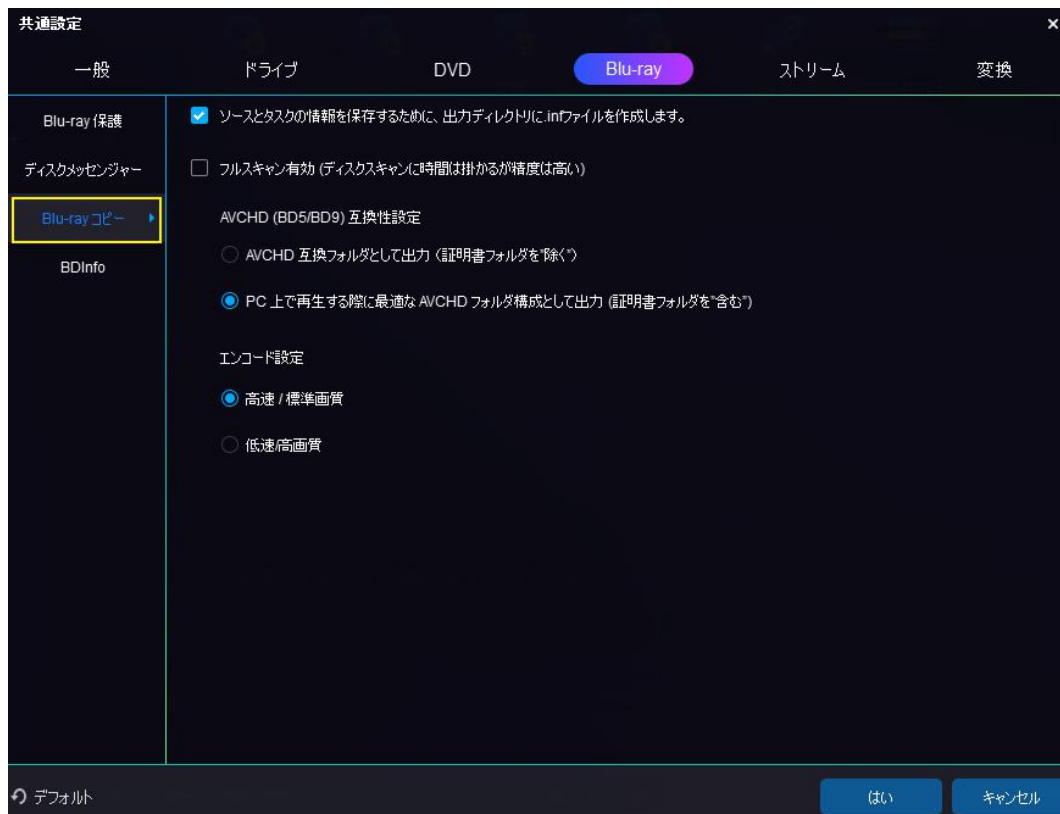 共通設定
一般 ドライブ DVD Blu-ray ストリーム 変換
Blu-ray 保護
ディスクメッセンジャー
Blu-ray コピー
BDInfo
ソースとタスクの情報を保存するために、出力ディレクトリに.infファイルを作成します。
フルスキャン有効 (ディスクスキャンに時間は掛かるが精度は高い)
AVCHD (BD5/BD9) 互換性設定
AVCHD 互換フォルダとして出力 (証明書フォルダを"除く")
PC 上で再生する際に最適な AVCHD フォルダ構成として出力 (証明書フォルダを"含む")
エンコード設定
高速 / 標準画質
低速/高画質
デフォルト
はい キャンセル